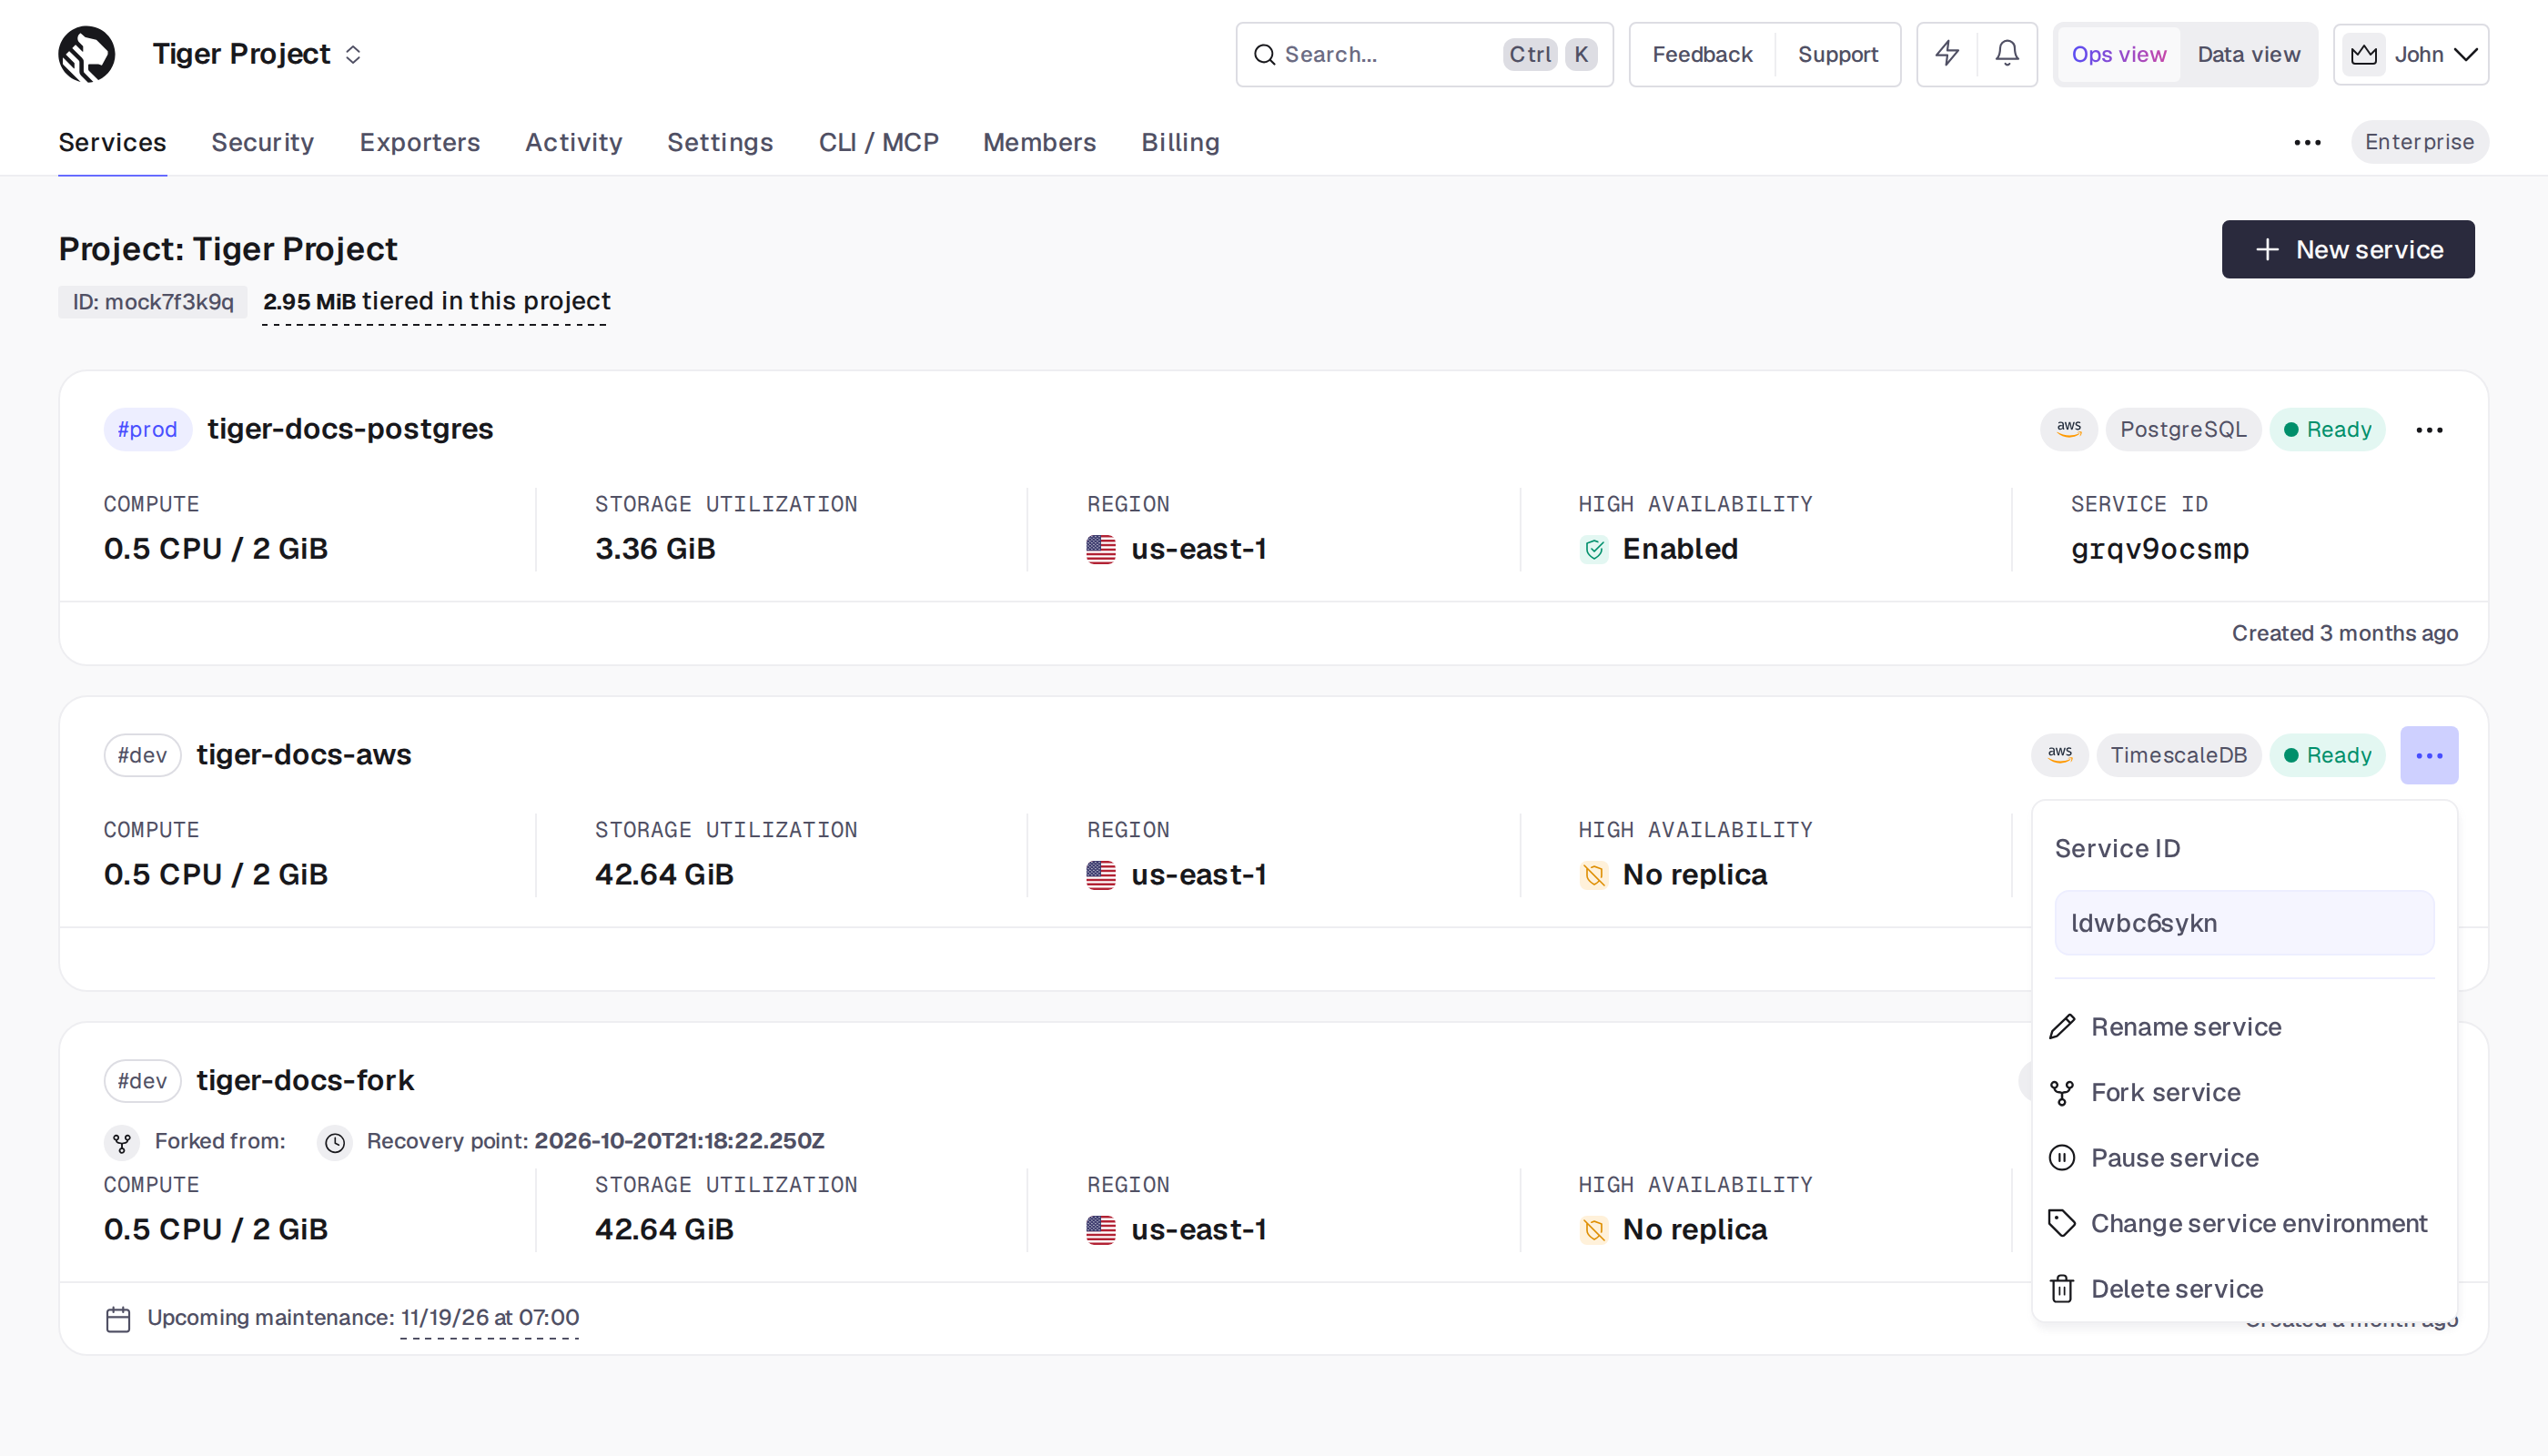 Tiger Project
Search... Ctrl K
Feedback Support
Ops view Data view
John
Services Security Exporters Activity Settings CLI / MCP Members Billing
Enterprise
Project: Tiger Project
New service
ID: mock7f3k9q 2.95 MiB tiered in this project
#prod tiger-docs-postgres
aws PostgreSQL Ready
COMPUTE STORAGE UTILIZATION REGION HIGH AVAILABILITY SERVICE ID
0.5 CPU / 2 GiB 3.36 GiB us-east-1 Enabled grqv9ocsmp
Created 3 months ago
#dev tiger-docs-aws
aws TimescaleDB Ready
COMPUTE STORAGE UTILIZATION REGION HIGH AVAILABILITY
0.5 CPU / 2 GiB 42.64 GiB us-east-1 No replica
Service ID
ldwbc6sykn
Rename service
Fork service
Pause service
Change service environment
Delete service
#dev tiger-docs-fork
Forked from: Recovery point: 2026-10-20T21:18:22.250Z
COMPUTE STORAGE UTILIZATION REGION HIGH AVAILABILITY
0.5 CPU / 2 GiB 42.64 GiB us-east-1 No replica
Upcoming maintenance: 11/19/26 at 07:00
Created a month ago